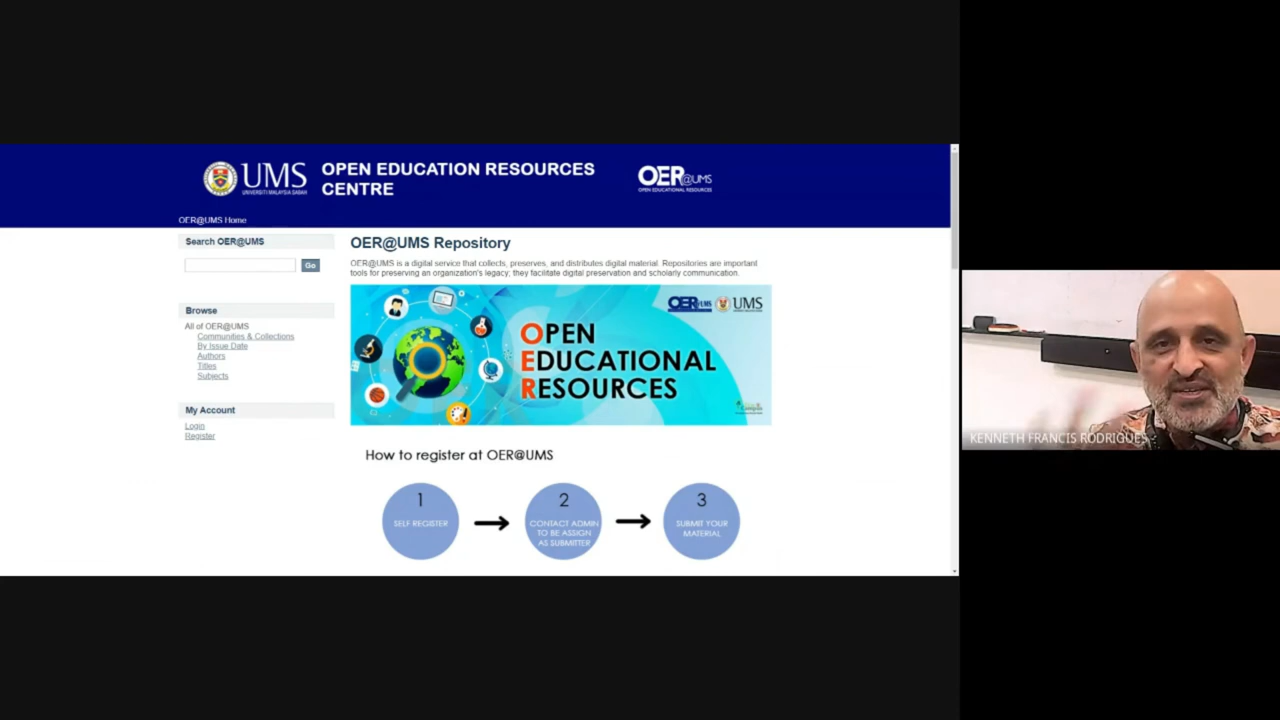 UMS
UNIVERSITI MALAYSIA SABAH
OPEN EDUCATION RESOURCES
CENTRE
OER@UMS
OPEN EDUCATIONAL RESOURCES
OER@UMS Home
Search OER@UMS
Go
Browse
All of OER@UMS
Communities & Collections
By Issue Date
Authors
Titles
Subjects
My Account
Login
Register
OER@UMS Repository
OER@UMS is a digital service that collects, preserves, and distributes digital material. Repositories are important
tools for preserving an organization's legacy; they facilitate digital preservation and scholarly communication.
OER@UMS
UMS
OPEN
EDUCATIONAL
RESOURCES
How to register at OER@UMS
1
SELF REGISTER
2
CONTACT ADMIN
TO BE ASSIGN
AS SUBMITTER
3
SUBMIT YOUR
MATERIAL
KENNETH FRANCIS RODRIGUES